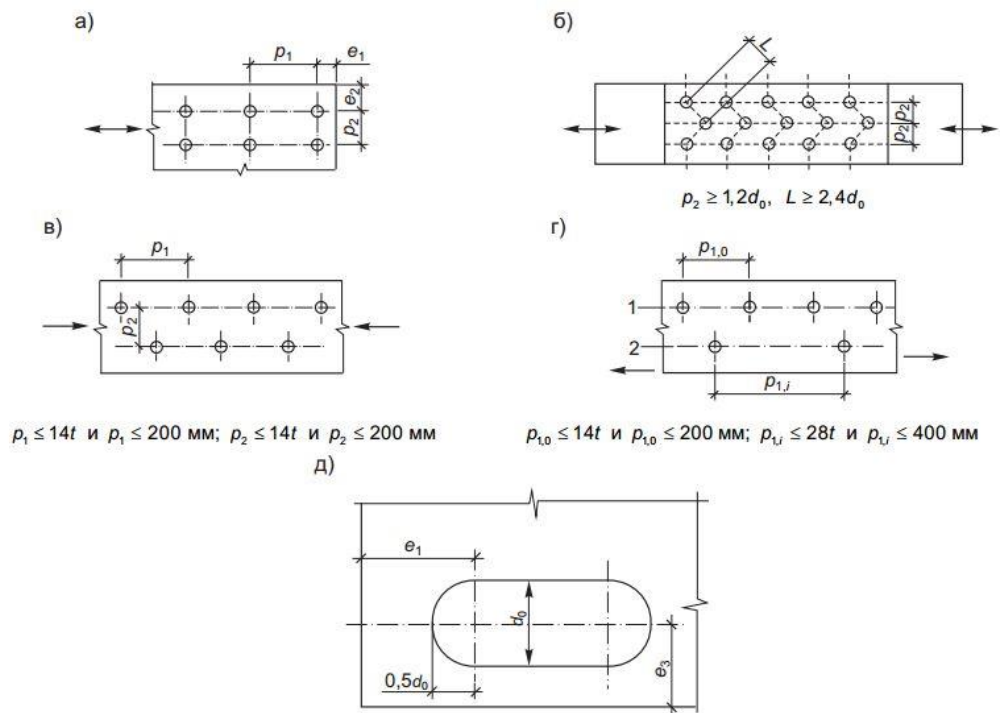 а)
p₁
e₁
e₂
p₂
б)
L
p₂
p₂
p₂ ≥ 1,2d₀, L ≥ 2,4d₀
в)
p₁
p₂
p₁ ≤ 14t и p₁ ≤ 200 мм; p₂ ≤ 14t и p₂ ≤ 200 мм
г)
p₁,₀
1
2
p₁,ᵢ
p₁,₀ ≤ 14t и p₁,₀ ≤ 200 мм; p₁,ᵢ ≤ 28t и p₁,ᵢ ≤ 400 мм
д)
e₁
d₀
0,5d₀
e₃